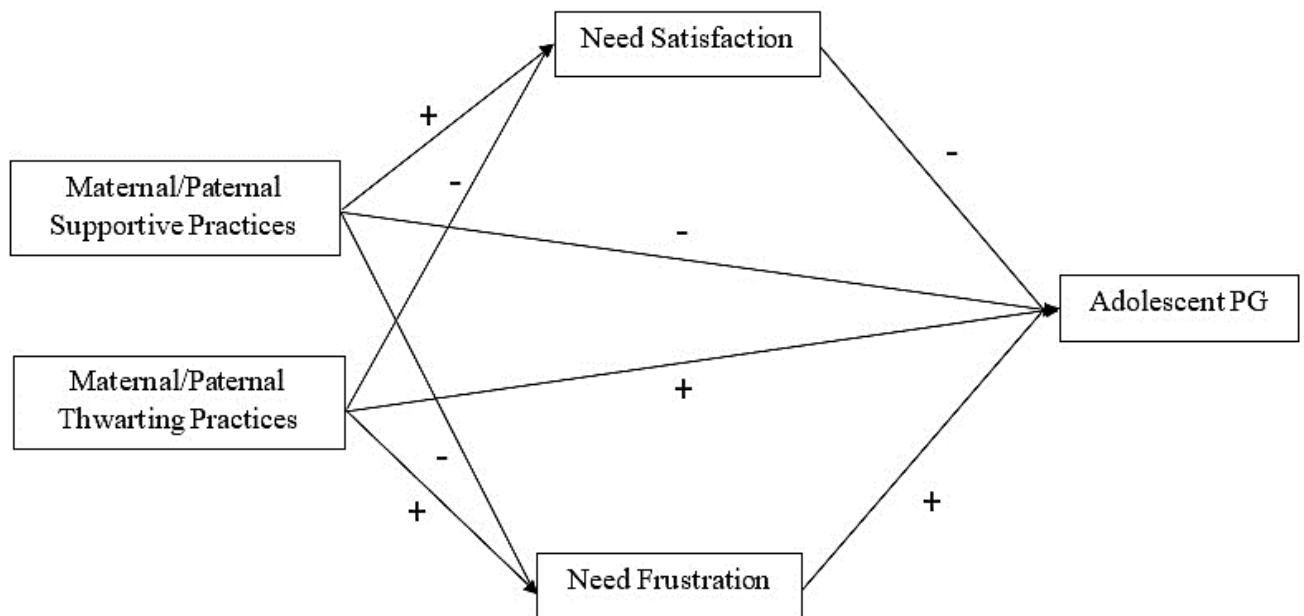 Need Satisfaction
+
-
Maternal/Paternal
Supportive Practices
-
-
Adolescent PG
Maternal/Paternal
Thwarting Practices
+
-
+
+
Need Frustration